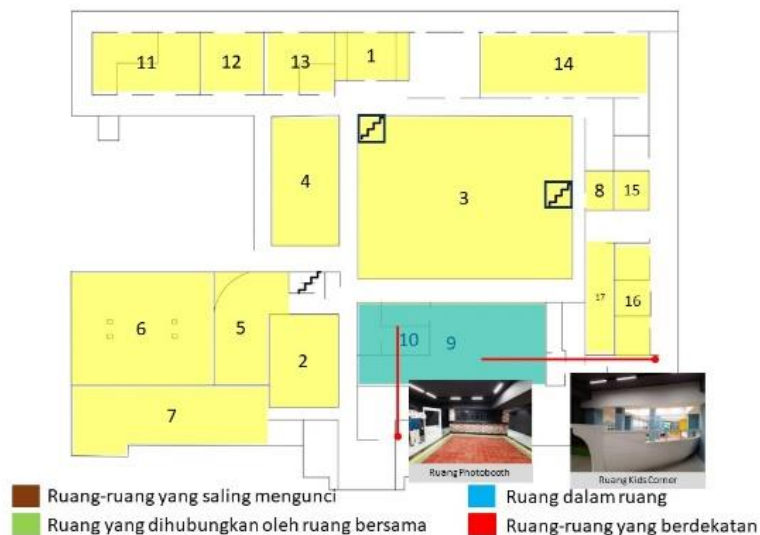 11 12 13 1 14
4 3 8 15
6 5 2 10 9 17 16
7
Ruang Photobooth
Ruang Kids Corner
Ruang-ruang yang saling mengunci
Ruang dalam ruang
Ruang yang dihubungkan oleh ruang bersama
Ruang-ruang yang berdekatan